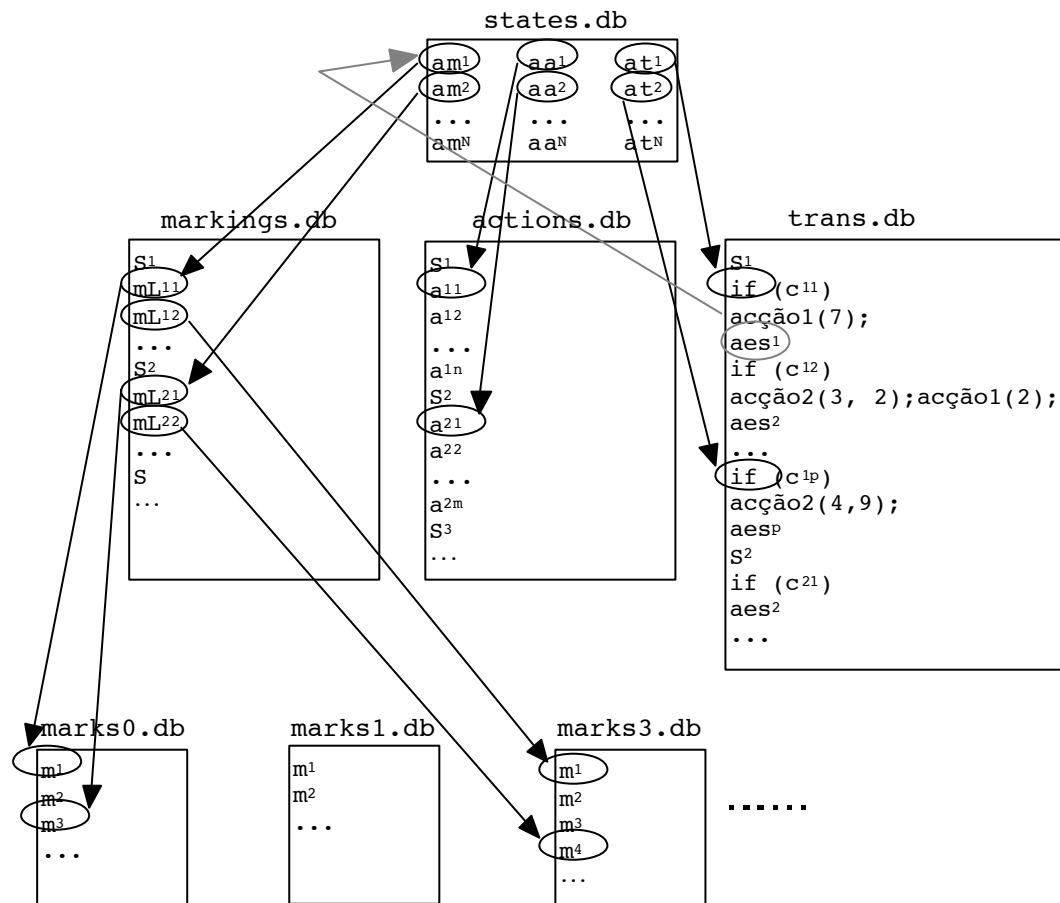 states.db
am1 aa1 at1
am2 aa2 at2
... ... ...
amN aaN atN
markings.db
S1
mL11
mL12
...
S2
mL21
mL22
...
S
...
actions.db
S1
a11
a12
...
a1n
S2
a21
a22
...
a2m
S3
...
trans.db
S1
if (c11)
acção1(7);
aes1
if (c12)
acção2(3, 2);acção1(2);
aes2
...
if (c1p)
acção2(4,9);
aesp
S2
if (c21)
aes2
...
marks0.db
m1
m2
m3
...
marks1.db
m1
m2
...
marks3.db
m1
m2
m3
m4
...
......